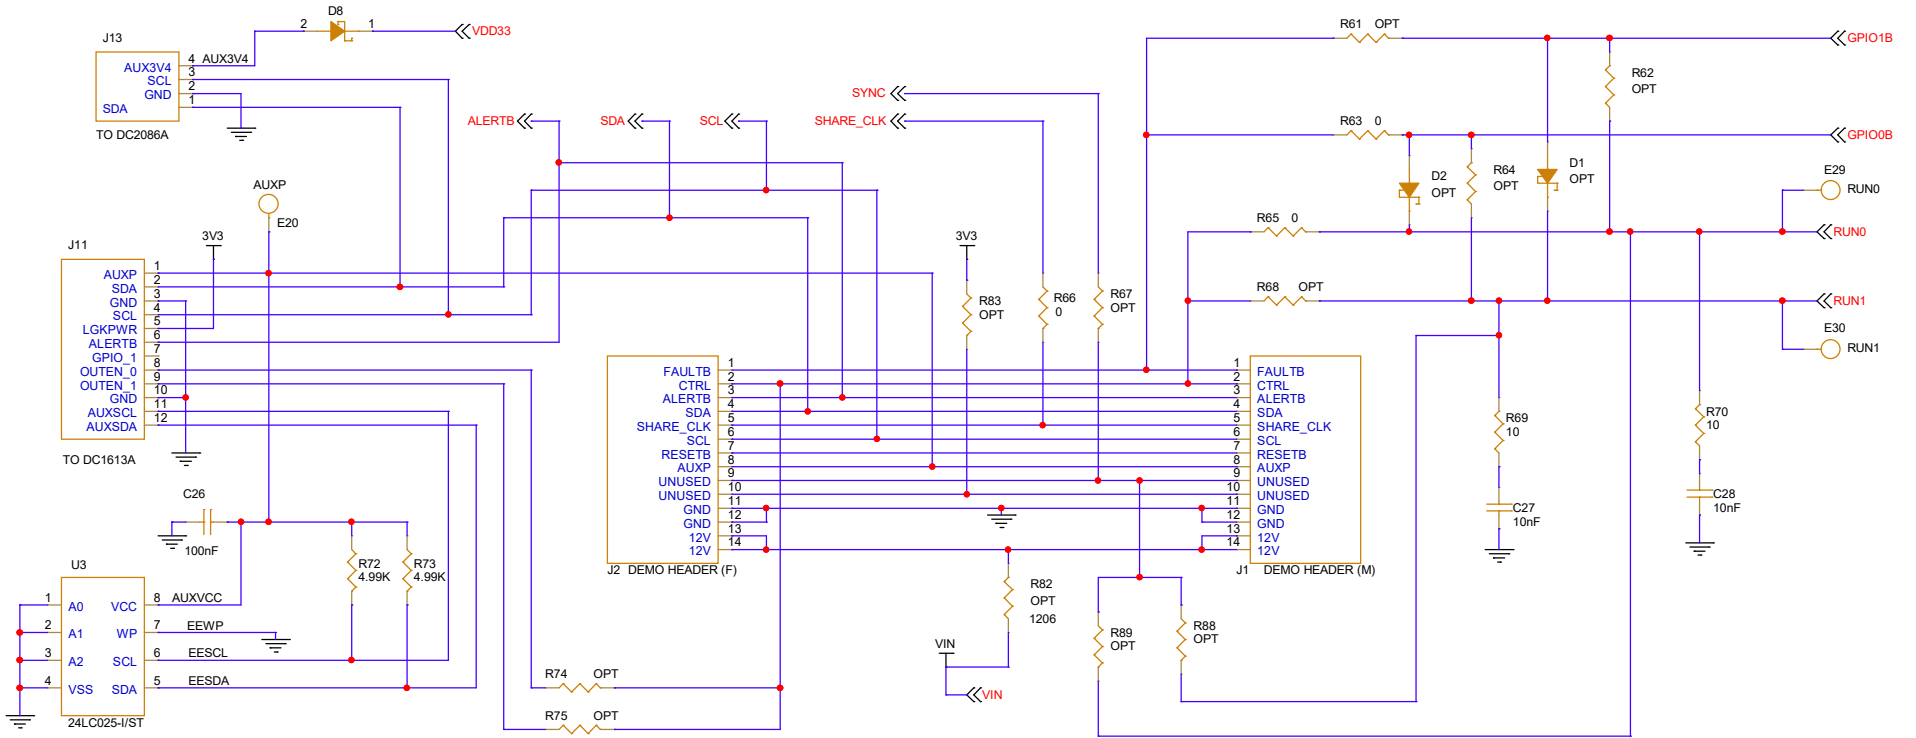 D8
2
1
VDD33
J13
AUX3V4
SCL
GND
SDA
4
3
2
1
AUX3V4
TO DC2086A
R61 OPT
GPIO1B
R62
OPT
SYNC
ALERTB
SDA
SCL
SHARE_CLK
R63 0
GPIO0B
D2
OPT
R64
OPT
D1
OPT
E29
RUN0
AUXP
E20
R65 0
RUN0
3V3
3V3
J11
AUXP
SDA
GND
SCL
LGKPWR
ALERTB
GPIO_1
OUTEN_0
OUTEN_1
GND
AUXSCL
AUXSDA
1
2
3
4
5
6
7
8
9
10
11
12
TO DC1613A
R83
OPT
R66
0
R67
OPT
R68 OPT
RUN1
E30
RUN1
FAULTB
CTRL
ALERTB
SDA
SHARE_CLK
SCL
RESETB
AUXP
UNUSED
UNUSED
GND
GND
12V
12V
1
2
3
4
5
6
7
8
9
10
11
12
13
14
J2 DEMO HEADER (F)
1
2
3
4
5
6
7
8
9
10
11
12
13
14
FAULTB
CTRL
ALERTB
SDA
SHARE_CLK
SCL
RESETB
AUXP
UNUSED
UNUSED
GND
GND
12V
12V
J1 DEMO HEADER (M)
R69
10
R70
10
C27
10nF
C28
10nF
C26
100nF
R72
4.99K
R73
4.99K
U3
1
2
3
4
A0
A1
A2
VSS
VCC
WP
SCL
SDA
8
7
6
5
AUXVCC
EEWP
EESCL
EESDA
24LC025-I/ST
R82
OPT
1206
VIN
VIN
R89
OPT
R88
OPT
R74 OPT
R75 OPT